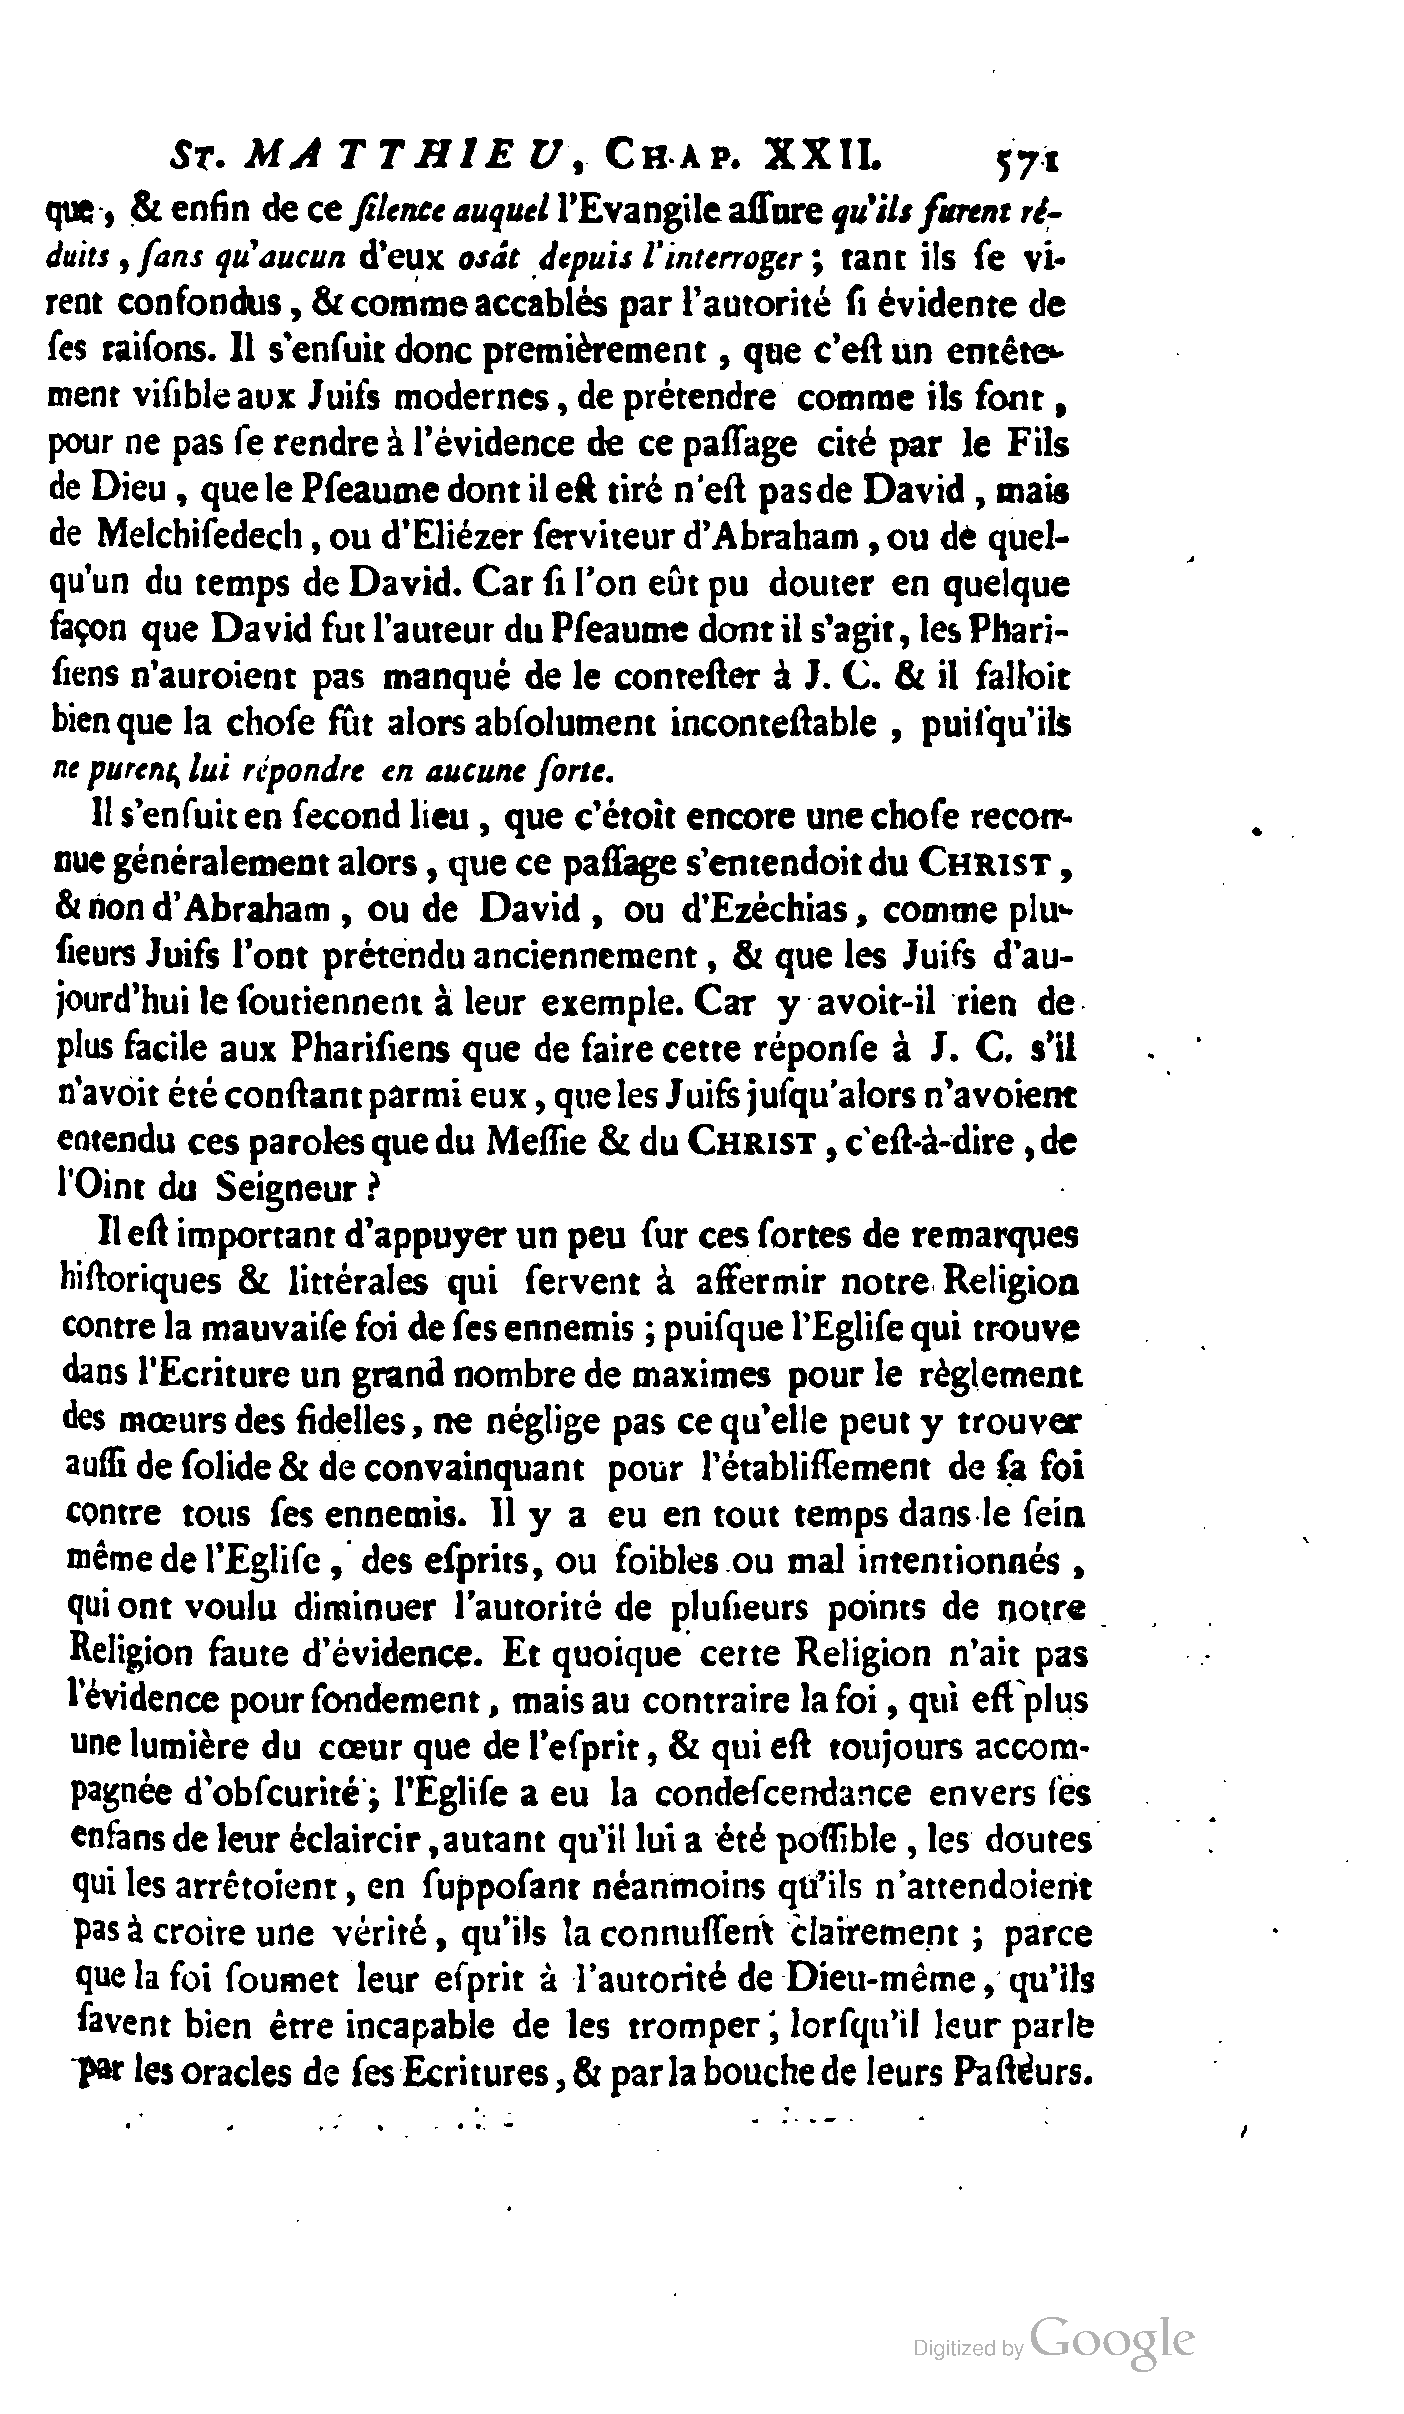 ST. MATTHIEU, CHAP. XXII. 571
que, & enfin de ce ſilence auquel l'Evangile aſſure qu'ils furent ré-
duits, ſans qu'aucun d'eux osât depuis l'interroger; tant ils ſe vi-
rent confondus, & comme accablés par l'autorité ſi évidente de
ſes raiſons. Il s'enſuit donc premièrement, que c'eſt un entête-
ment viſible aux Juifs modernes, de prétendre comme ils font,
pour ne pas ſe rendre à l'évidence de ce paſſage cité par le Fils
de Dieu, que le Pſeaume dont il eſt tiré n'eſt pas de David, mais
de Melchiſedech, ou d'Eliézer ſerviteur d'Abraham, ou de quel-
qu'un du temps de David. Car ſi l'on eût pu douter en quelque
façon que David fut l'auteur du Pſeaume dont il s'agit, les Phari-
ſiens n'auroient pas manqué de le conteſter à J. C. & il falloit
bien que la choſe fût alors abſolument inconteſtable, puiſqu'ils
ne purent lui répondre en aucune ſorte.
Il s'enſuit en ſecond lieu, que c'étoit encore une choſe recon-
nue généralement alors, que ce paſſage s'entendoit du CHRIST,
& non d'Abraham, ou de David, ou d'Ezéchias, comme plu-
ſieurs Juifs l'ont prétendu anciennement, & que les Juifs d'au-
jourd'hui le ſoutiennent à leur exemple. Car y avoit-il rien de
plus facile aux Phariſiens que de faire cette réponſe à J. C. s'il
n'avoit été conſtant parmi eux, que les Juifs juſqu'alors n'avoient
entendu ces paroles que du Meſſie & du CHRIST, c'eſt-à-dire, de
l'Oint du Seigneur?
Il eſt important d'appuyer un peu ſur ces ſortes de remarques
hiſtoriques & littérales qui ſervent à affermir notre Religion
contre la mauvaiſe foi de ſes ennemis; puiſque l'Egliſe qui trouve
dans l'Ecriture un grand nombre de maximes pour le règlement
des mœurs des fidelles, ne néglige pas ce qu'elle peut y trouver
auſſi de ſolide & de convainquant pour l'établiſſement de ſa foi
contre tous ſes ennemis. Il y a eu en tout temps dans le ſein
même de l'Egliſe, des eſprits, ou foibles ou mal intentionnés,
qui ont voulu diminuer l'autorité de pluſieurs points de notre
Religion faute d'évidence. Et quoique cette Religion n'ait pas
l'évidence pour fondement, mais au contraire la foi, qui eſt plus
une lumière du cœur que de l'eſprit, & qui eſt toujours accom-
pagnée d'obſcurité; l'Egliſe a eu la condeſcendance envers ſes
enfans de leur éclaircir, autant qu'il lui a été poſſible, les doutes
qui les arrêtoient, en ſuppoſant néanmoins qu'ils n'attendoient
pas à croire une vérité, qu'ils la connuſſent clairement; parce
que la foi ſoumet leur eſprit à l'autorité de Dieu-même, qu'ils
ſavent bien être incapable de les tromper; lorſqu'il leur parle
par les oracles de ſes Ecritures, & par la bouche de leurs Paſteurs.
Digitized by Google